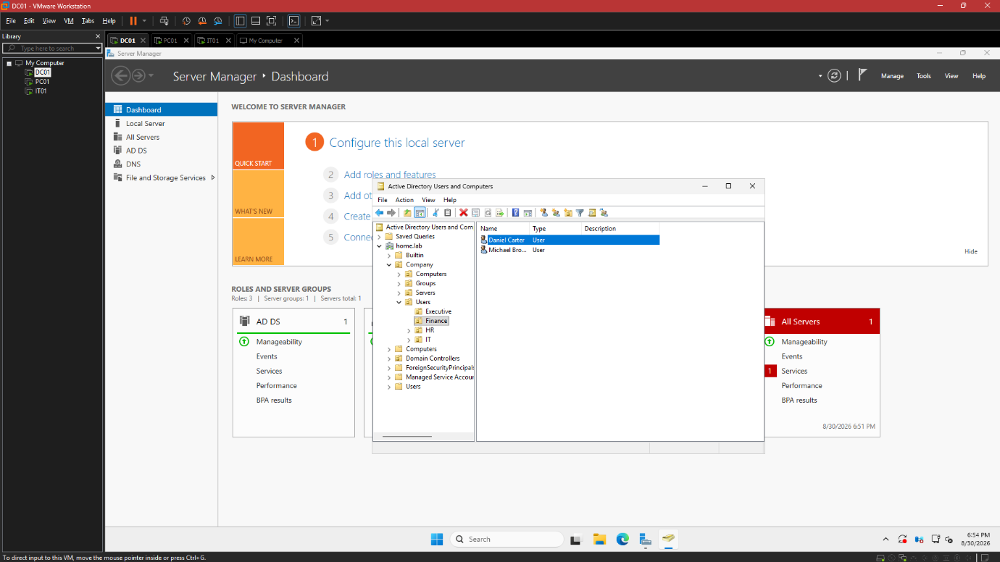 DC01 - VMware Workstation
File Edit View VM Tabs Help
Library
Type here to search
My Computer
DC01
PC01
IT01
DC01 PC01 IT01 My Computer
Server Manager
Server Manager Dashboard
Manage Tools View Help
Dashboard
Local Server
All Servers
AD DS
DNS
File and Storage Services
WELCOME TO SERVER MANAGER
QUICK START
WHAT'S NEW
LEARN MORE
1 Configure this local server
2 Add roles and features
3 Add ot
4 Create
5 Conne
Hide
ROLES AND SERVER GROUPS
Roles: 3 | Server groups: 1 | Servers total: 1
AD DS 1
Manageability
Events
Services
Performance
BPA results
Active Directory Users and Computers
File Action View Help
Active Directory Users and Com
Saved Queries
home.lab
Builtin
Company
Computers
Groups
Servers
Users
Executive
Finance
HR
IT
Computers
Domain Controllers
ForeignSecurityPrincipals
Managed Service Accour
Users
Name Type Description
Daniel Carter User
Michael Bro... User
All Servers 1
Manageability
Events
1 Services
Performance
BPA results
8/30/2026 6:51 PM
Search
6:54 PM
8/30/2026
To direct input to this VM, move the mouse pointer inside or press Ctrl+G.